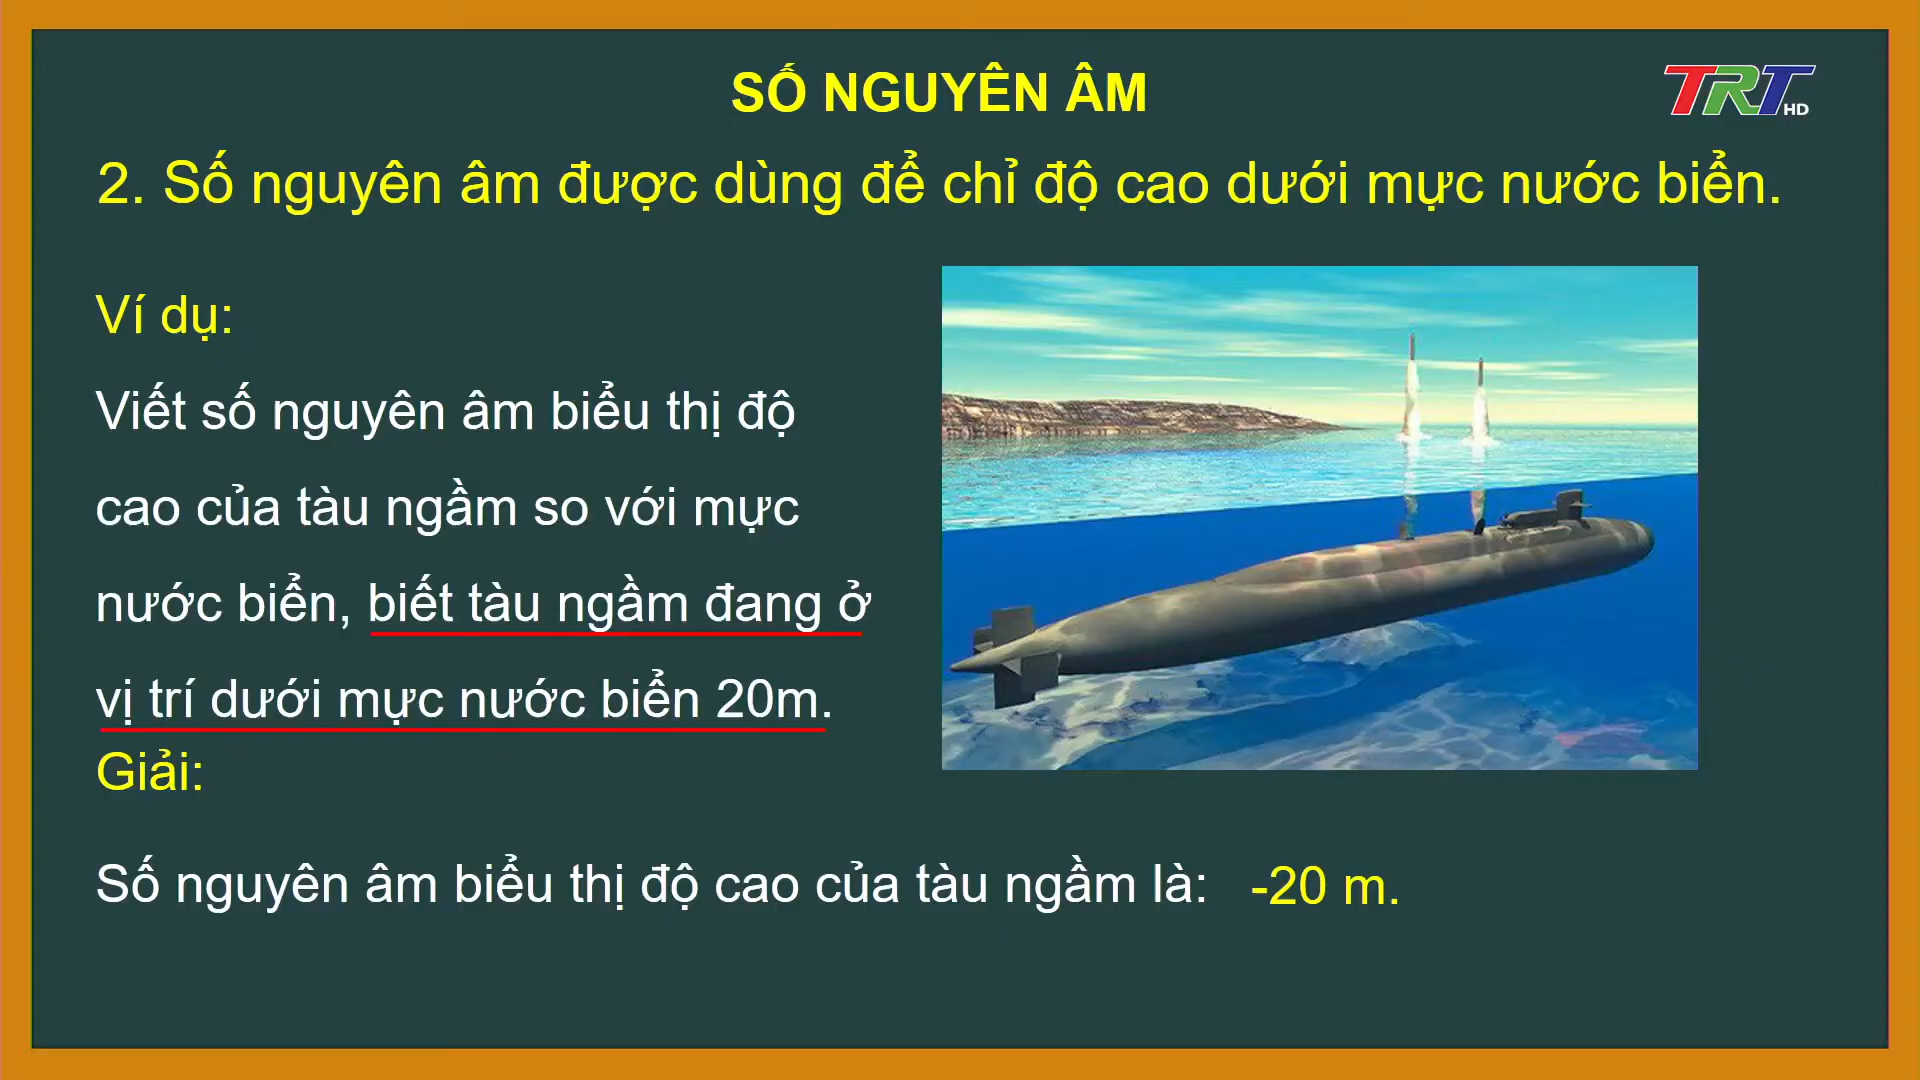 SỐ NGUYÊN ÂM
TRT HD
2. Số nguyên âm được dùng để chỉ độ cao dưới mực nước biển.
Ví dụ:
Viết số nguyên âm biểu thị độ
cao của tàu ngầm so với mực
nước biển, biết tàu ngầm đang ở
vị trí dưới mực nước biển 20m.
Giải:
Số nguyên âm biểu thị độ cao của tàu ngầm là: -20 m.